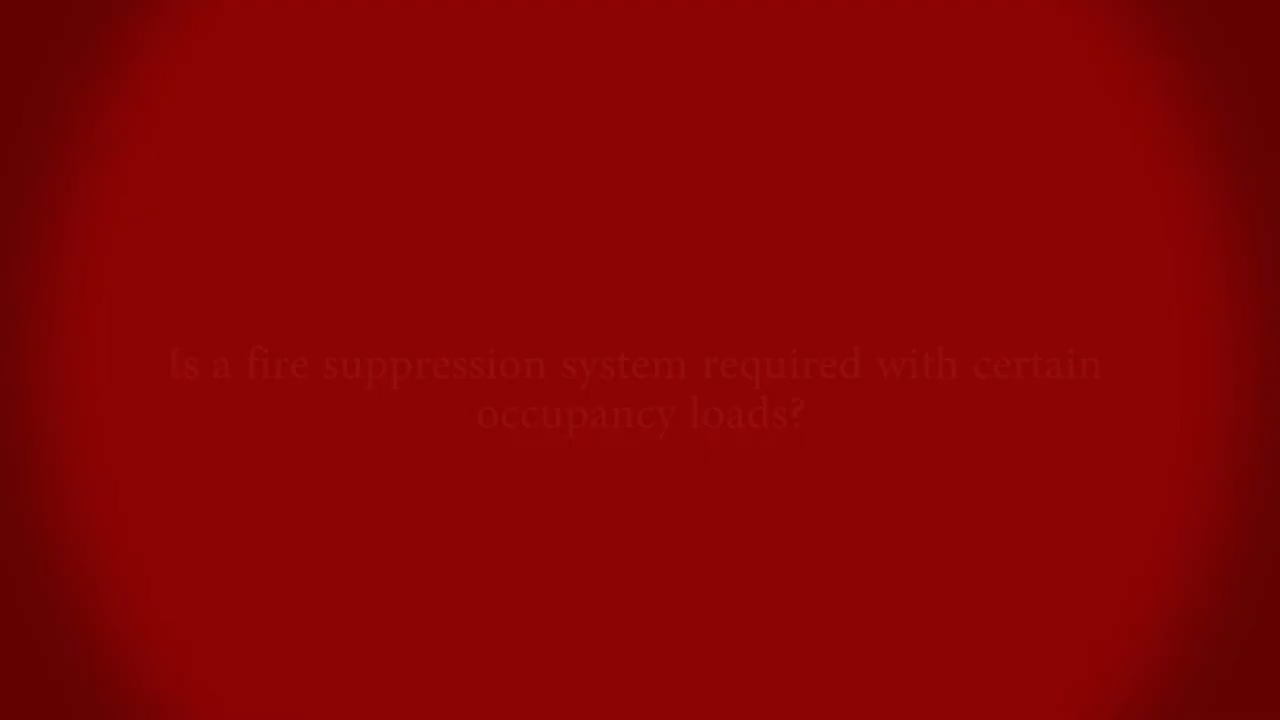 Is a fire suppression system required with certain
occupancy loads?